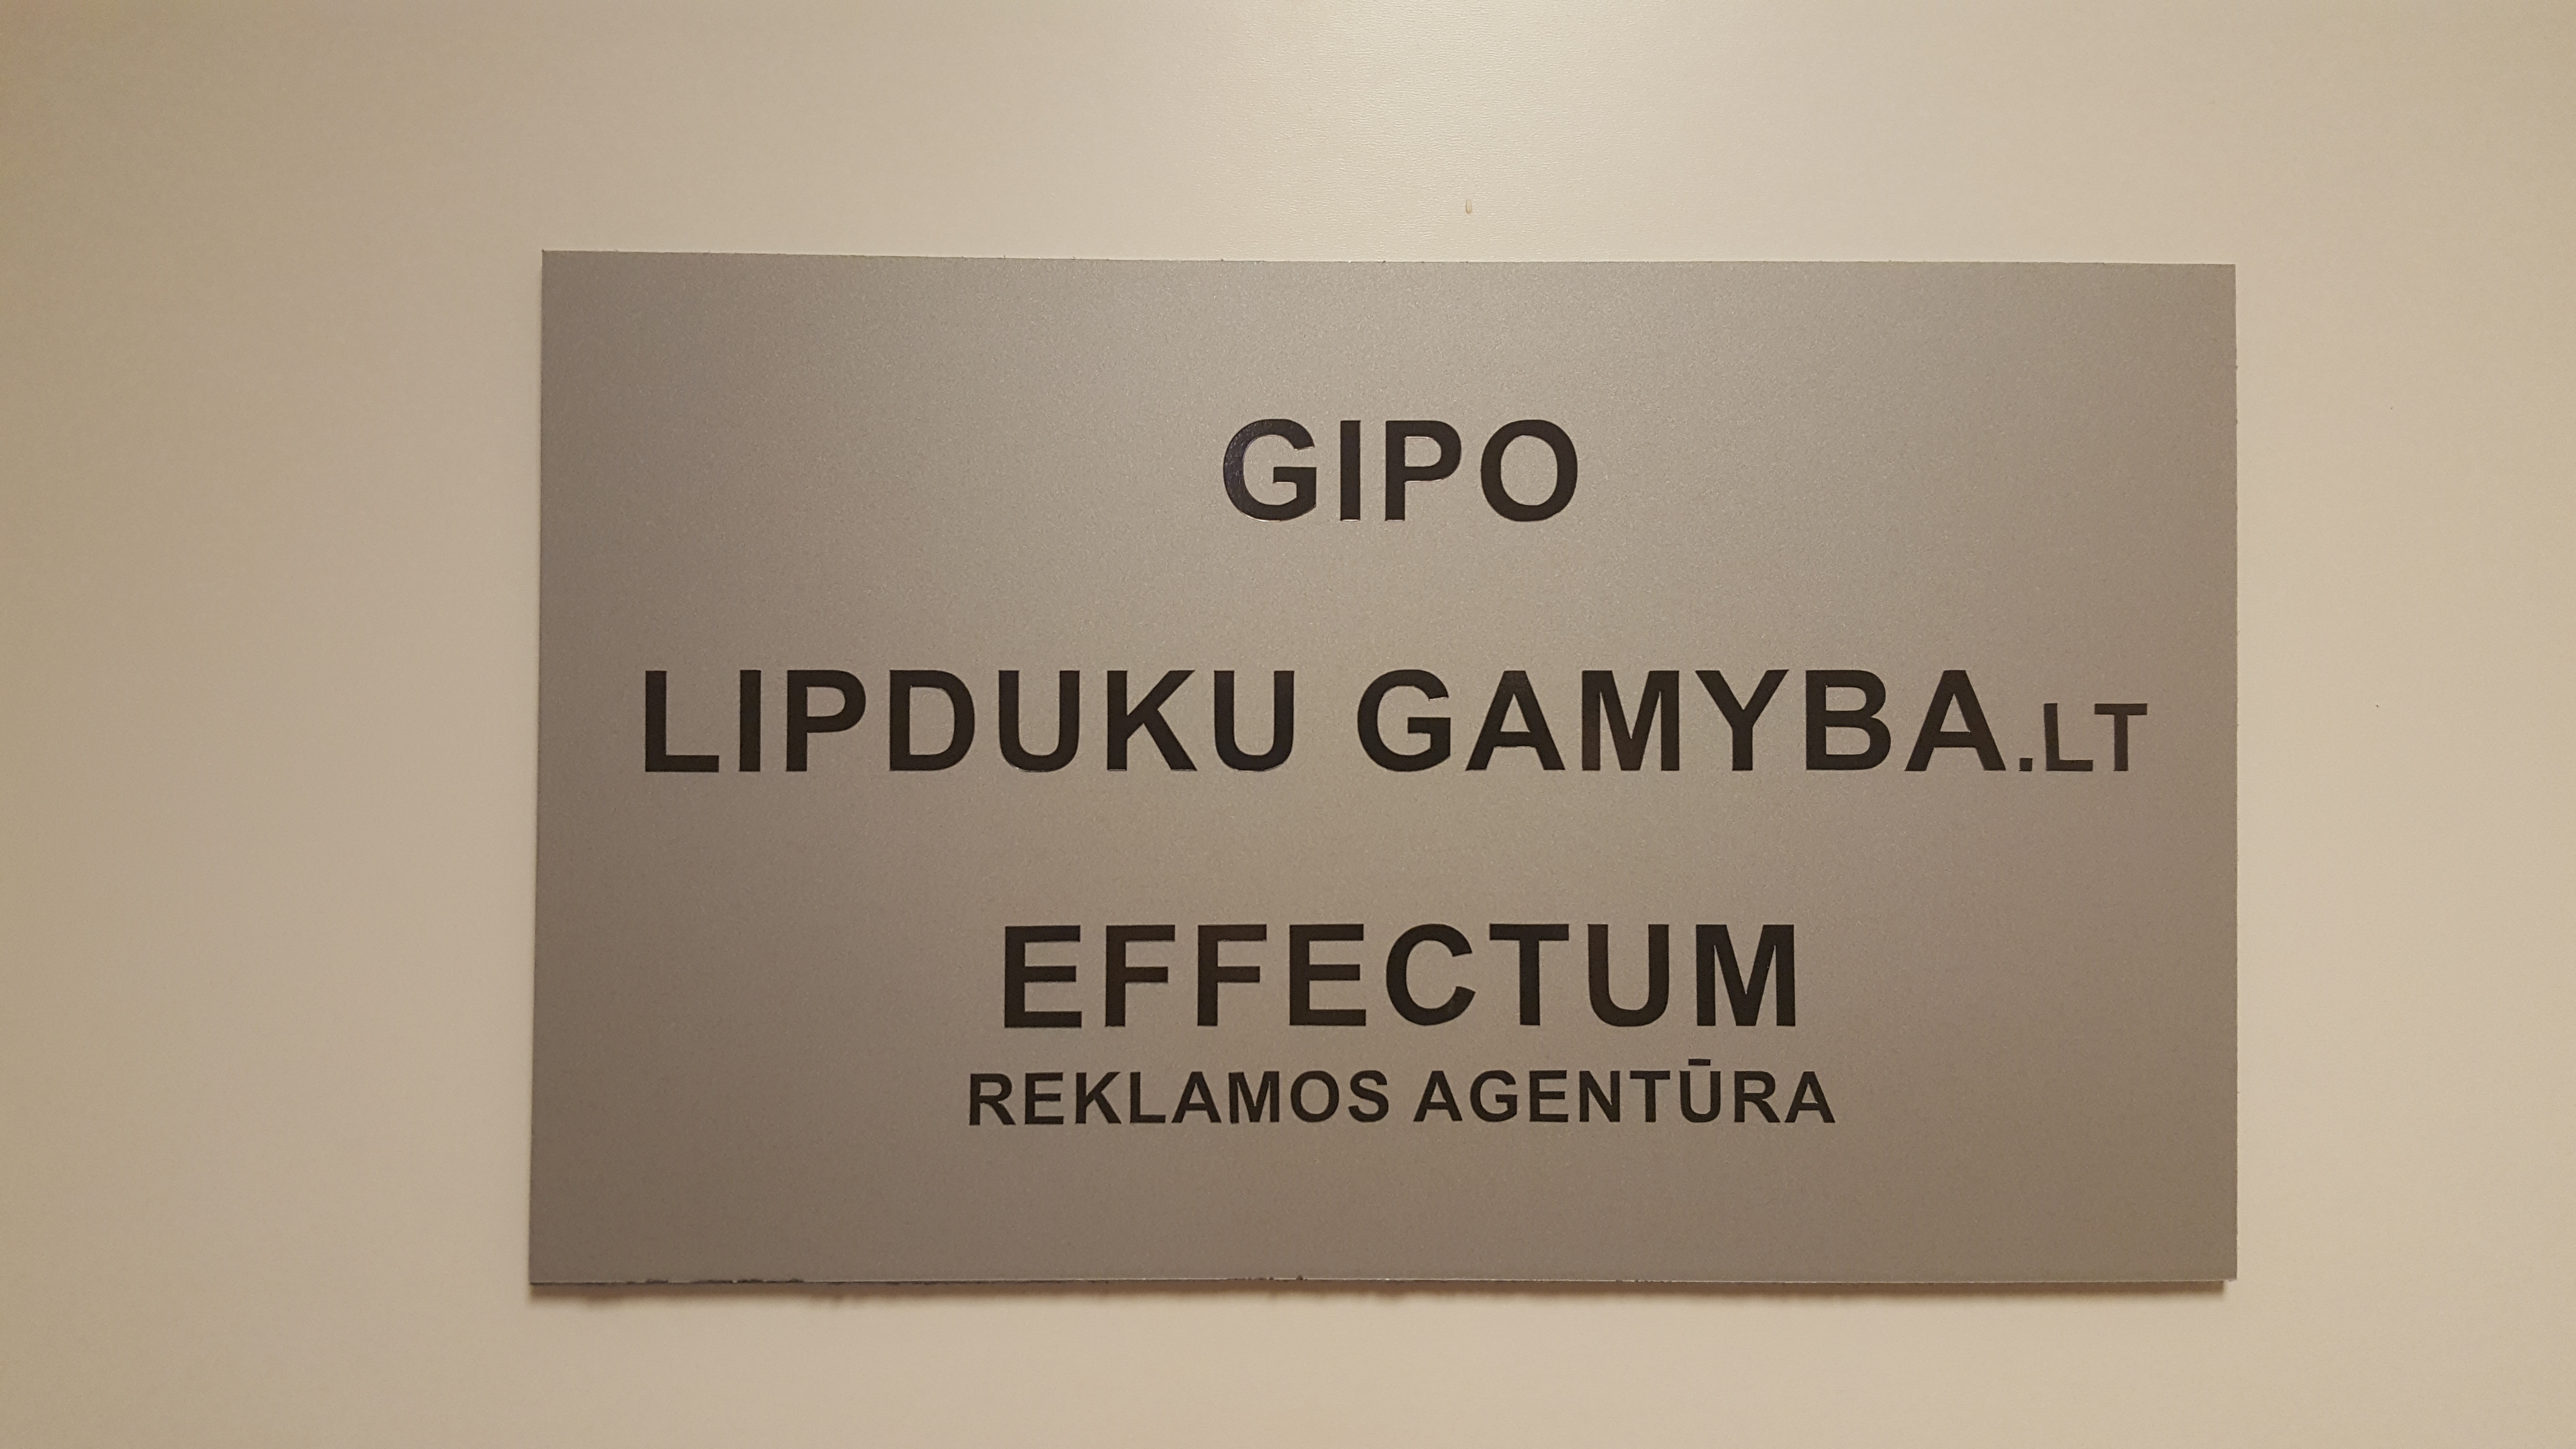 GIPO
LIPDUKU GAMYBA.LT
EFFECTUM
REKLAMOS AGENTŪRA